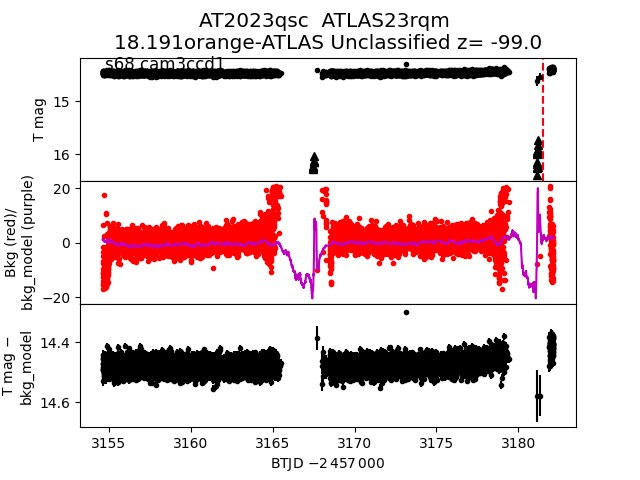 AT2023qsc  ATLAS23rqm
18.191orange-ATLAS Unclassified z= -99.0
s68 cam3ccd1
15
16
T mag
20
0
−20
Bkg (red)/
bkg_model (purple)
14.4
14.6
T mag −
bkg_model
3155 3160 3165 3170 3175 3180
BTJD −2 457 000